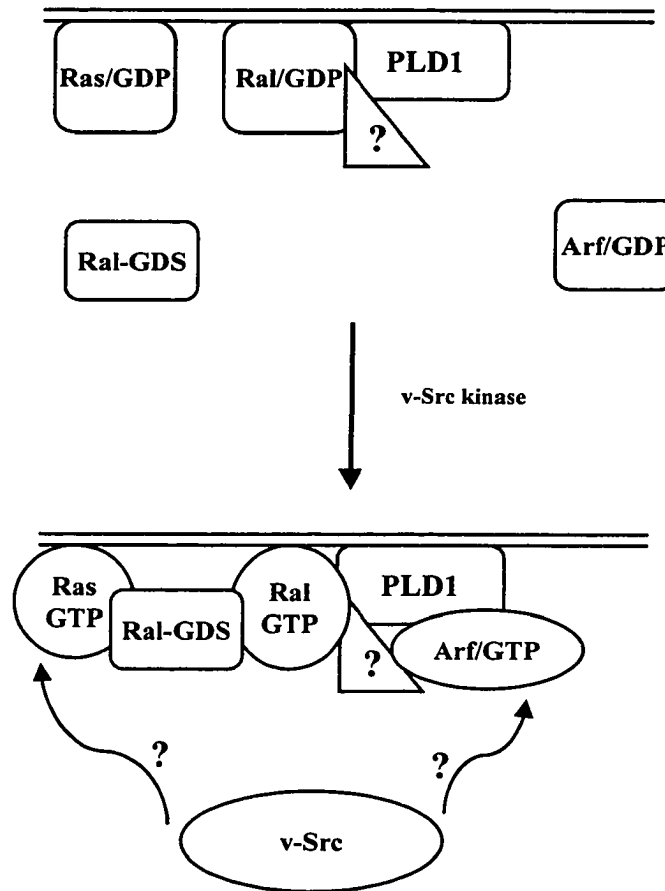 Ras/GDP
Ral/GDP
PLD1
?
Ral-GDS
Arf/GDP
v-Src kinase
Ras
GTP
Ral-GDS
Ral
GTP
PLD1
?
Arf/GTP
?
?
v-Src